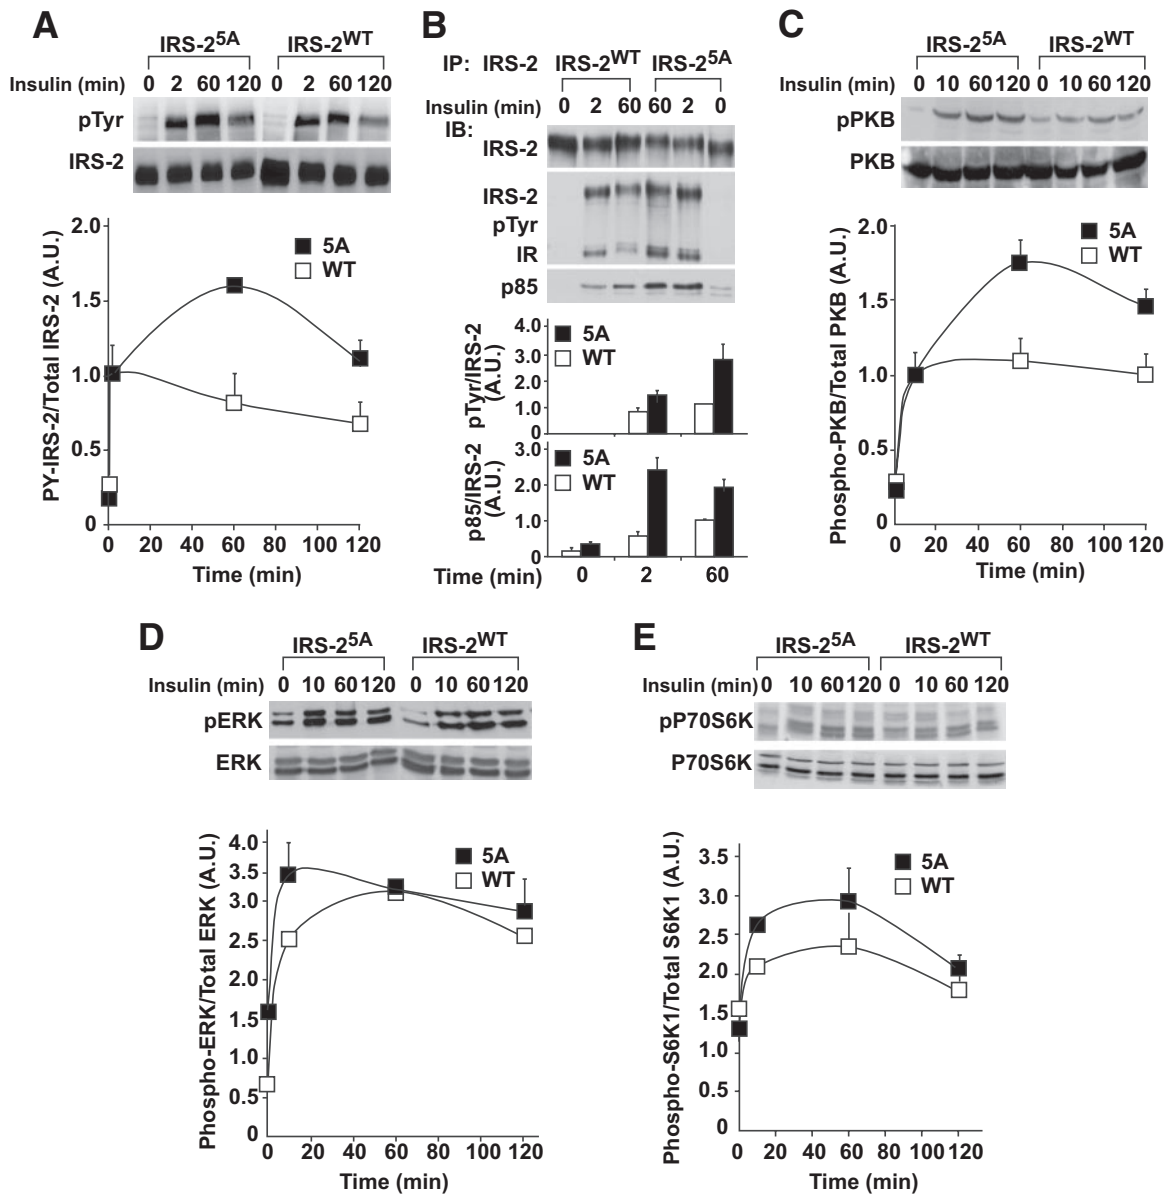 A
IRS-2^5A IRS-2^WT
Insulin (min) 0 2 60 120 0 2 60 120
pTyr
IRS-2
PY-IRS-2/Total IRS-2 (A.U.)
2.0
1.5
1.0
0.5
0
5A
WT
0 20 40 60 80 100 120
Time (min)
B
IP: IRS-2 IRS-2^WT IRS-2^5A
Insulin (min) 0 2 60 60 2 0
IB:
IRS-2
IRS-2
pTyr
IR
p85
pTyr/IRS-2 (A.U.)
4.0
3.0
2.0
1.0
0
5A
WT
p85/IRS-2 (A.U.)
3.0
2.0
1.0
0
5A
WT
Time (min) 0 2 60
C
IRS-2^5A IRS-2^WT
Insulin (min) 0 10 60 120 0 10 60 120
pPKB
PKB
Phospho-PKB/Total PKB (A.U.)
2.0
1.5
1.0
0.5
0
5A
WT
0 20 40 60 80 100 120
Time (min)
D
IRS-2^5A IRS-2^WT
Insulin (min) 0 10 60 120 0 10 60 120
pERK
ERK
Phospho-ERK/Total ERK (A.U.)
4.0
3.5
3.0
2.5
2.0
1.5
1.0
0.5
0
5A
WT
0 20 40 60 80 100 120
Time (min)
E
IRS-2^5A IRS-2^WT
Insulin (min) 0 10 60 120 0 10 60 120
pP70S6K
P70S6K
Phospho-S6K1/Total S6K1 (A.U.)
3.5
3.0
2.5
2.0
1.5
1.0
0.5
0
5A
WT
0 20 40 60 80 100 120
Time (min)